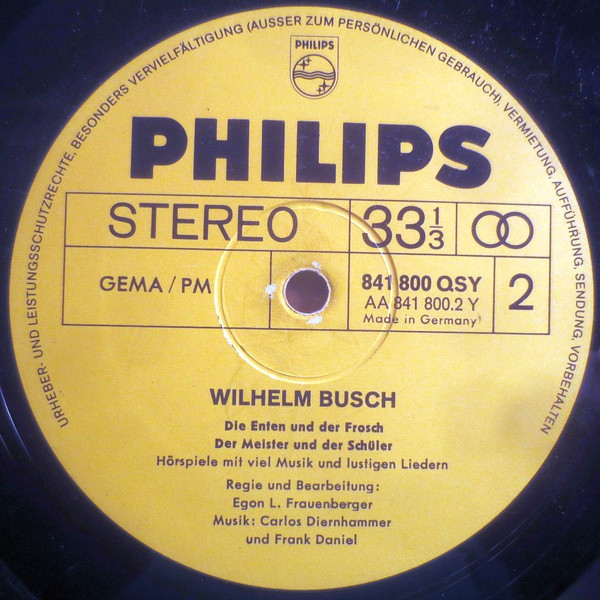 URHEBER- UND LEISTUNGSSCHUTZRECHTE, BESONDERS VERVIELFÄLTIGUNG (AUSSER ZUM PERSÖNLICHEN GEBRAUCH), VERMIETUNG, AUFFÜHRUNG, SENDUNG, VORBEHALTEN
PHILIPS
PHILIPS
STEREO 33 1/3
GEMA / PM 841 800 QSY 2
AA 841 800.2 Y
Made in Germany
WILHELM BUSCH
Die Enten und der Frosch
Der Meister und der Schüler
Hörspiele mit viel Musik und lustigen Liedern
Regie und Bearbeitung:
Egon L. Frauenberger
Musik: Carlos Diernhammer
und Frank Daniel